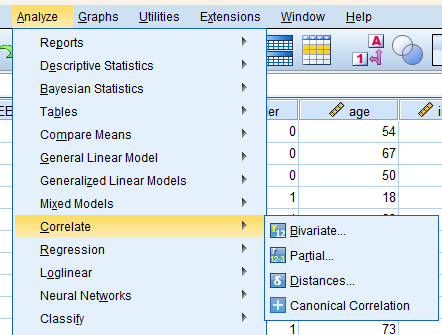 Analyze Graphs Utilities Extensions Window Help
Reports
A
1
Descriptive Statistics
Bayesian Statistics
Tables
age
Compare Means
0 54
General Linear Model
0 67
Generalized Linear Models
0 50
Mixed Models
1 18
Correlate
Bivariate...
Regression
Partial...
Loglinear
Distances...
Neural Networks
Canonical Correlation
Classify
1 73